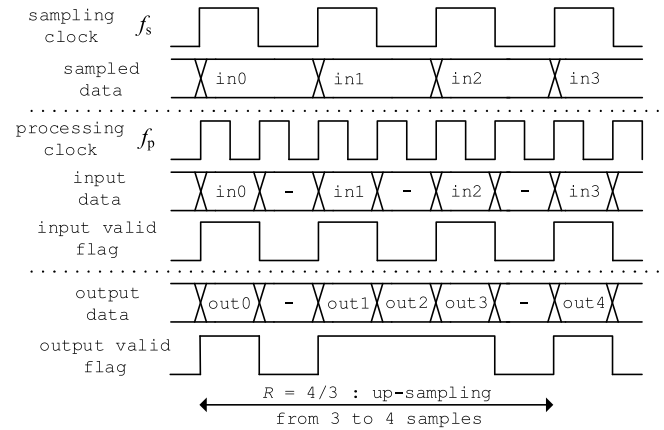 sampling clock fs
sampled data
in0 in1 in2 in3
processing clock fp
input data
in0 - in1 - in2 - in3
input valid flag
output data
out0 - out1 out2 out3 - out4
output valid flag
R = 4/3 : up-sampling
from 3 to 4 samples